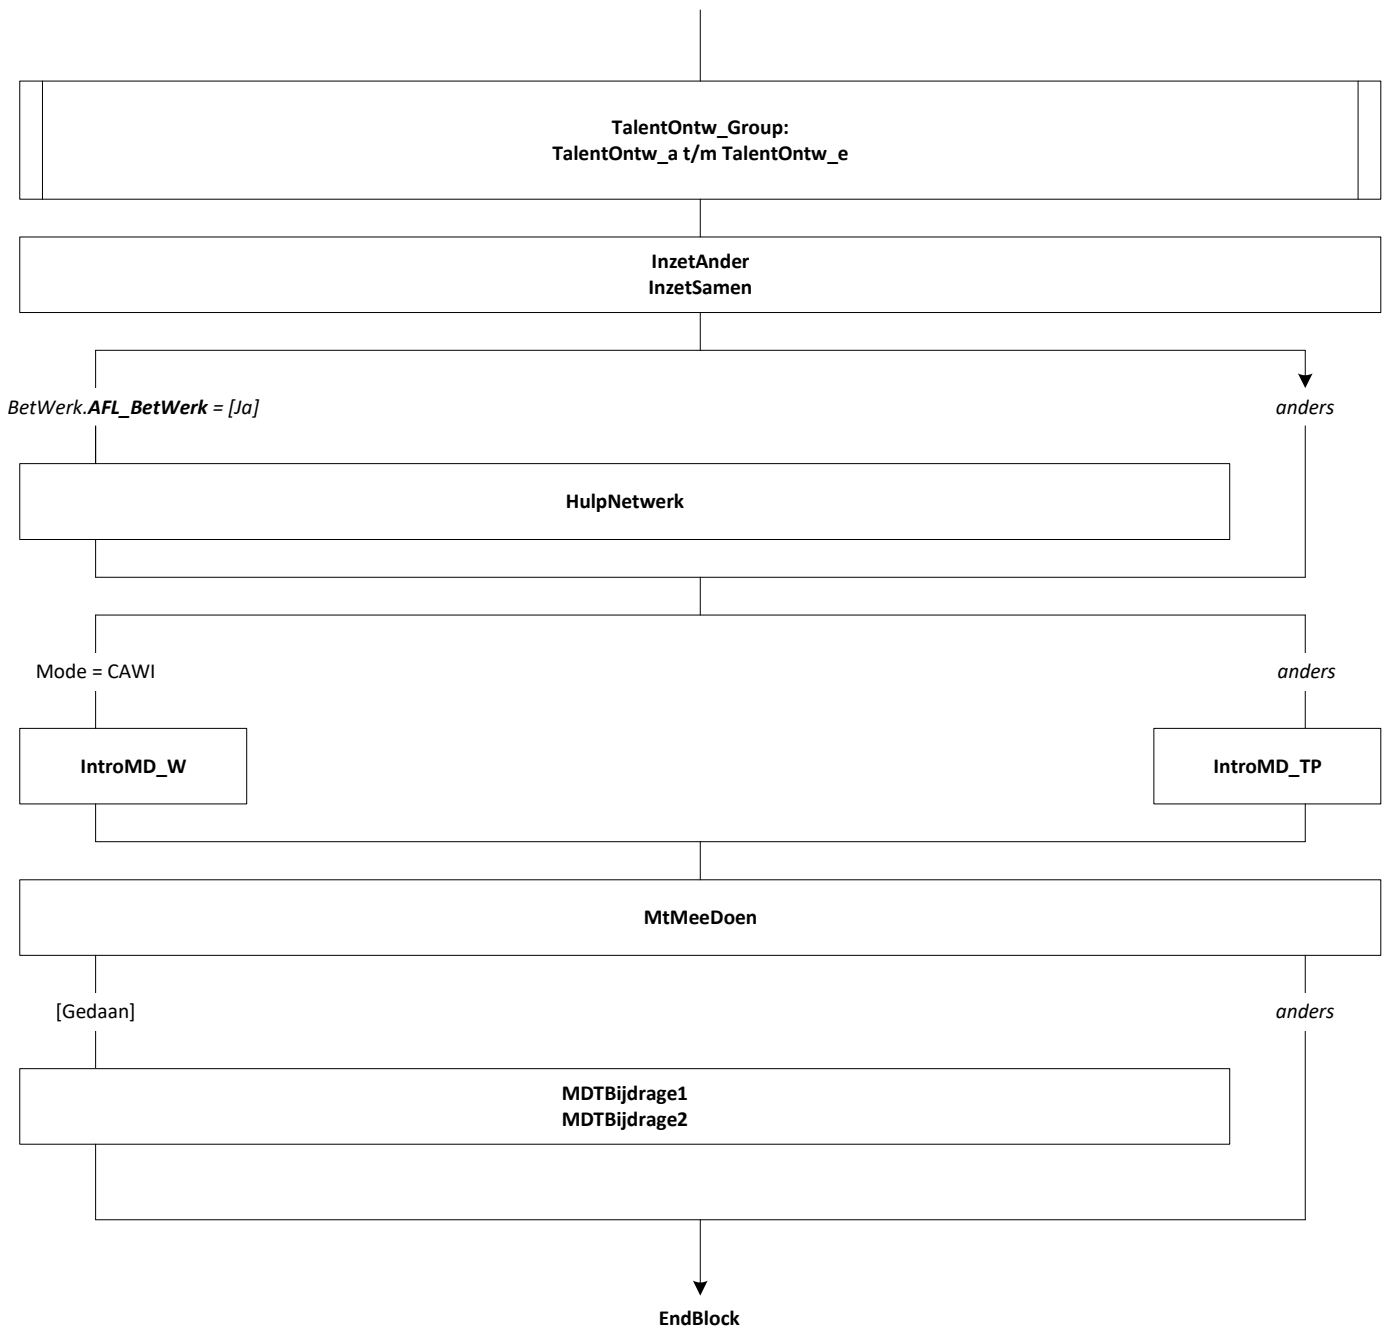 TalentOntw_Group:
TalentOntw_a t/m TalentOntw_e
InzetAnder
InzetSamen
BetWerk.AFL_BetWerk = [Ja]
anders
HulpNetwerk
Mode = CAWI
anders
IntroMD_W
IntroMD_TP
MtMeeDoen
[Gedaan]
anders
MDTBijdrage1
MDTBijdrage2
EndBlock